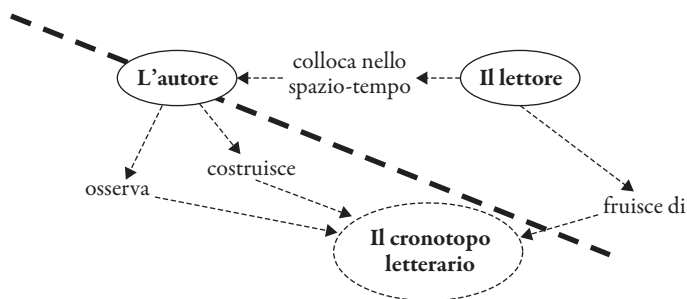 L'autore
colloca nello
spazio-tempo
Il lettore
osserva
costruisce
fruisce di
Il cronotopo
letterario